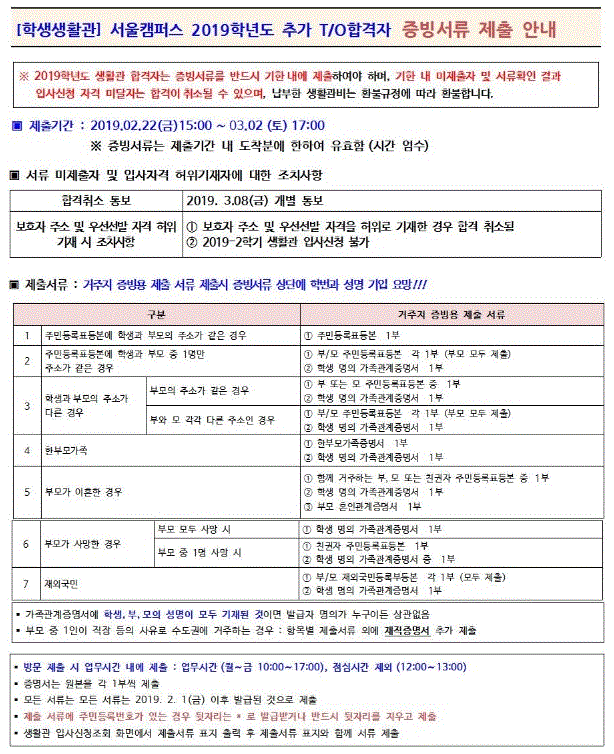 [학생생활관] 서울캠퍼스 2019학년도 추가 T/O합격자 증빙서류 제출 안내
※ 2019학년도 생활관 합격자는 증빙서류를 반드시 기한 내에 제출하여야 하며, 기한 내 미제출자 및 서류확인 결과
입사신청 자격 미달자는 합격이 취소될 수 있으며, 납부한 생활관비는 환불규정에 따라 환불합니다.
▣ 제출기간 : 2019.02.22(금)15:00 ~ 03.02 (토) 17:00
※ 증빙서류는 제출기간 내 도착분에 한하여 유효함 (시간 엄수)
▣ 서류 미제출자 및 입사자격 허위기재자에 대한 조치사항
합격취소 통보 2019. 3.08(금) 개별 통보
보호자 주소 및 우선선발 자격 허위 ① 보호자 주소 및 우선선발 자격을 허위로 기재한 경우 합격 취소됨
기재 시 조치사항 ② 2019-2학기 생활관 입사신청 불가
▣ 제출서류 : 거주지 증빙용 제출 서류 제출시 증빙서류 상단에 학번과 성명 기입 요망!!!
구분 거주지 증빙용 제출 서류
1 주민등록표등본에 학생과 부모의 주소가 같은 경우 ① 주민등록표등본 1부
2 주민등록표등본에 학생과 부모 중 1명만 ① 부/모 주민등록표등본 각 1부 (부모 모두 제출)
주소가 같은 경우 ② 학생 명의 가족관계증명서 1부
3 학생과 부모의 주소가 다른 경우 부모의 주소가 같은 경우 ① 부 또는 모 주민등록표등본 중 1부
② 학생 명의 가족관계증명서 1부
부와 모 각각 다른 주소인 경우 ① 부/모 주민등록표등본 각 1부 (부모 모두 제출)
② 학생 명의 가족관계증명서 1부
4 한부모가족 ① 한부모가족증명서 1부
② 학생 명의 가족관계증명서 1부
5 부모가 이혼한 경우 ① 함께 거주하는 부, 모 또는 친권자 주민등록표등본 중 1부
② 학생 명의 가족관계증명서 1부
③ 부모 혼인관계증명서 1부
6 부모가 사망한 경우 부모 모두 사망 시 ① 학생 명의 가족관계증명서 1부
부모 중 1명 사망 시 ① 친권자 주민등록표등본 1부
② 학생 명의 가족관계증명서 중 1부
7 재외국민 ① 부/모 재외국민등록부등본 각 1부 (모두 제출)
② 학생 명의 가족관계증명서 1부
▪ 가족관계증명서에 학생, 부, 모의 성명이 모두 기재된 것이면 발급자 명의가 누구이든 상관없음
▪ 부모 중 1인이 직장 등의 사유로 수도권에 거주하는 경우 : 항목별 제출서류 외에 재직증명서 추가 제출
▪ 방문 제출 시 업무시간 내에 제출 : 업무시간 (월~금 10:00~17:00), 점심시간 제외 (12:00~13:00)
▪ 증명서는 원본을 각 1부씩 제출
▪ 모든 서류는 모든 서류는 2019. 2. 1(금) 이후 발급된 것으로 제출
▪ 제출 서류에 주민등록번호가 있는 경우 뒷자리는 * 로 발급받거나 반드시 뒷자리를 지우고 제출
▪ 생활관 입사신청조회 화면에서 제출서류 표지 출력 후 제출서류 표지와 함께 서류 제출